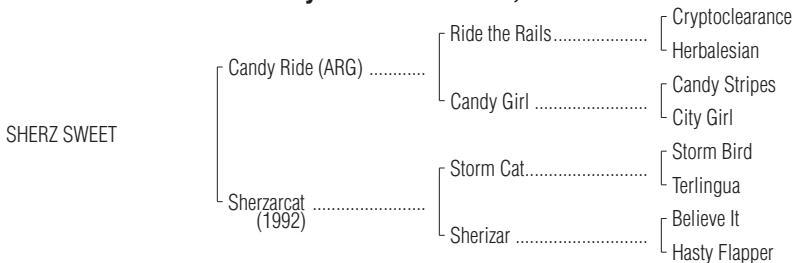 Cryptoclearance
Ride the Rails....................
Herbalesian
Candy Ride (ARG) ............
Candy Stripes
Candy Girl ........................
City Girl
SHERZ SWEET
Storm Bird
Storm Cat..........................
Terlingua
Sherzarcat ........................
(1992)
Believe It
Sherizar ............................
Hasty Flapper